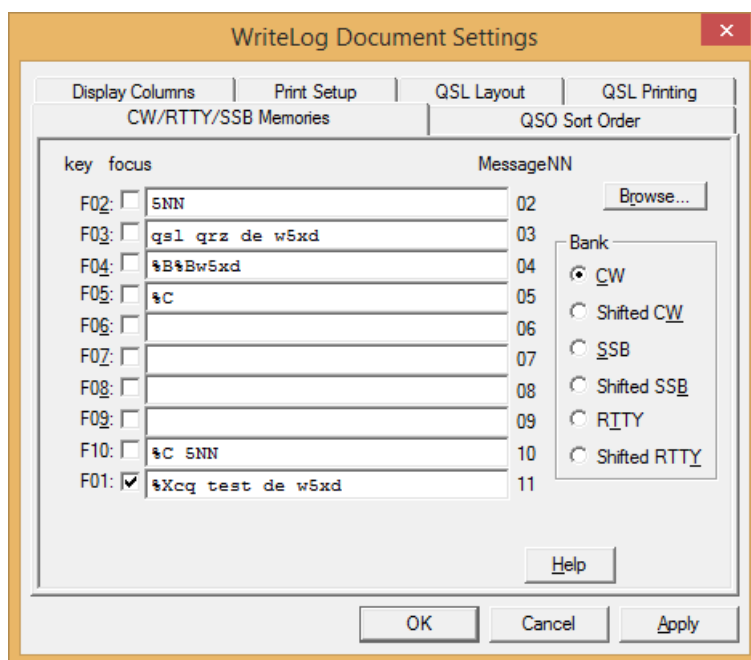 WriteLog Document Settings
Display Columns Print Setup QSL Layout QSL Printing
CW/RTTY/SSB Memories QSO Sort Order
key focus MessageNN
F02: 5NN 02 Browse...
F03: qsl qrz de w5xd 03
Bank
F04: %B%Bw5xd 04
CW
F05: %C 05
Shifted CW
F06: 06
SSB
F07: 07
F08: 08 Shifted SSB
F09: 09 RTTY
F10: %C 5NN 10 Shifted RTTY
F01: %Xcq test de w5xd 11
Help
OK Cancel Apply